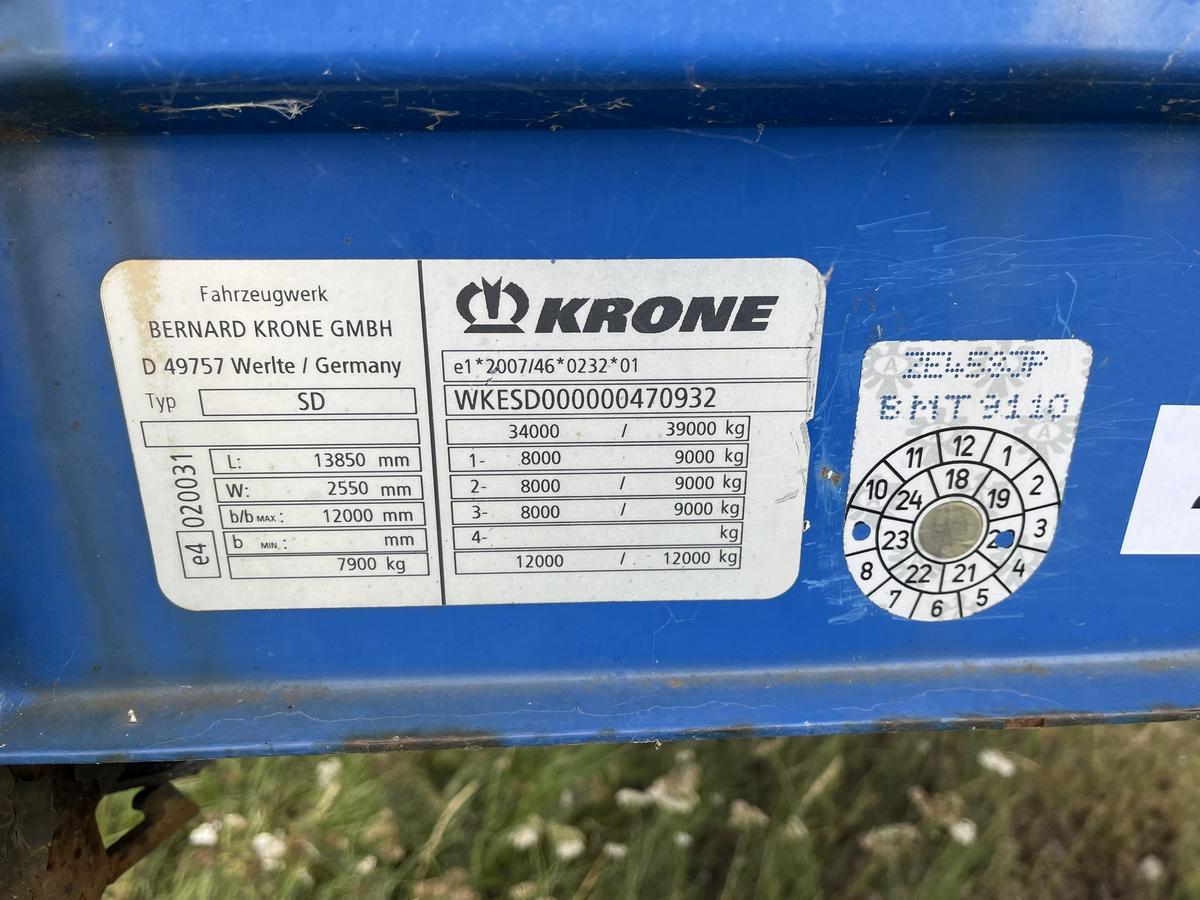 Fahrzeugwerk
BERNARD KRONE GMBH
D 49757 Werlte / Germany
Typ SD
e4 020031
L: 13850 mm
W: 2550 mm
b/b MAX: 12000 mm
b MIN.: mm
7900 kg
KRONE
e1*2007/46*0232*01
WKESD000000470932
34000 / 39000 kg
1- 8000 9000 kg
2- 8000 / 9000 kg
3- 8000 / 9000 kg
4- kg
12000 / 12000 kg
ZE4563P
BMT 9110
11 12 1
10 24 18 19 2
23 3
8 22 21 4
7 6 5